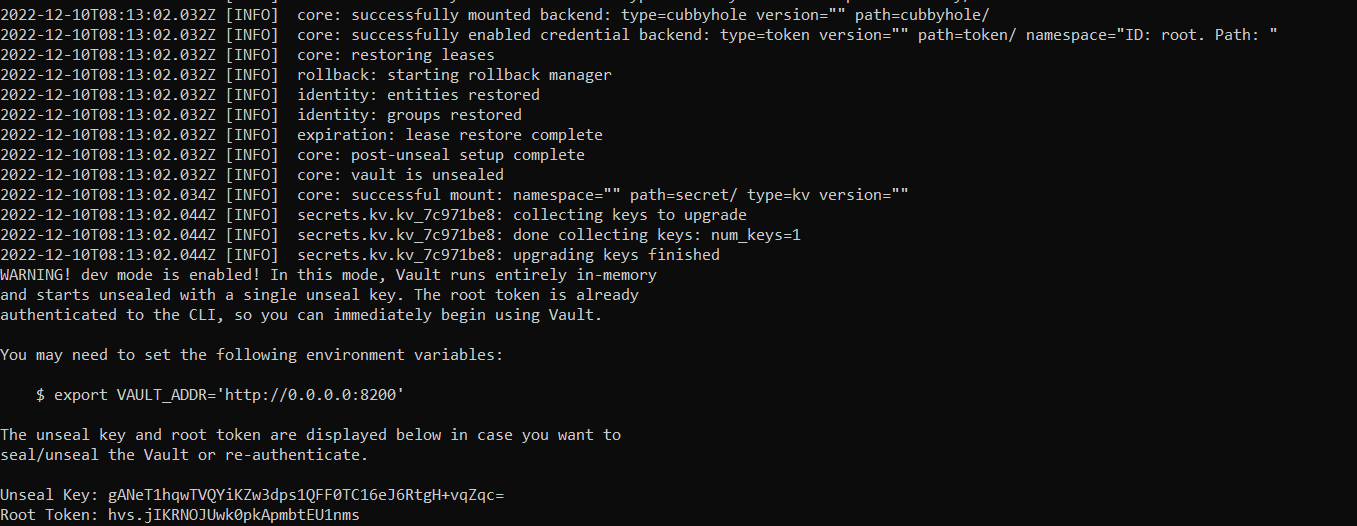 2022-12-10T08:13:02.032Z [INFO]  core: successfully mounted backend: type=cubbyhole version="" path=cubbyhole/
2022-12-10T08:13:02.032Z [INFO]  core: successfully enabled credential backend: type=token version="" path=token/ namespace="ID: root. Path: "
2022-12-10T08:13:02.032Z [INFO]  core: restoring leases
2022-12-10T08:13:02.032Z [INFO]  rollback: starting rollback manager
2022-12-10T08:13:02.032Z [INFO]  identity: entities restored
2022-12-10T08:13:02.032Z [INFO]  identity: groups restored
2022-12-10T08:13:02.032Z [INFO]  expiration: lease restore complete
2022-12-10T08:13:02.032Z [INFO]  core: post-unseal setup complete
2022-12-10T08:13:02.032Z [INFO]  core: vault is unsealed
2022-12-10T08:13:02.034Z [INFO]  core: successful mount: namespace="" path=secret/ type=kv version=""
2022-12-10T08:13:02.044Z [INFO]  secrets.kv.kv_7c971be8: collecting keys to upgrade
2022-12-10T08:13:02.044Z [INFO]  secrets.kv.kv_7c971be8: done collecting keys: num_keys=1
2022-12-10T08:13:02.044Z [INFO]  secrets.kv.kv_7c971be8: upgrading keys finished
WARNING! dev mode is enabled! In this mode, Vault runs entirely in-memory
and starts unsealed with a single unseal key. The root token is already
authenticated to the CLI, so you can immediately begin using Vault.
You may need to set the following environment variables:
$ export VAULT_ADDR='http://0.0.0.0:8200'
The unseal key and root token are displayed below in case you want to
seal/unseal the Vault or re-authenticate.
Unseal Key: gANeT1hqwTVQYiKZw3dps1QFF0TC16eJ6RtgH+vqZqc=
Root Token: hvs.jIKRNOJUwk0pkApmbtEU1nms